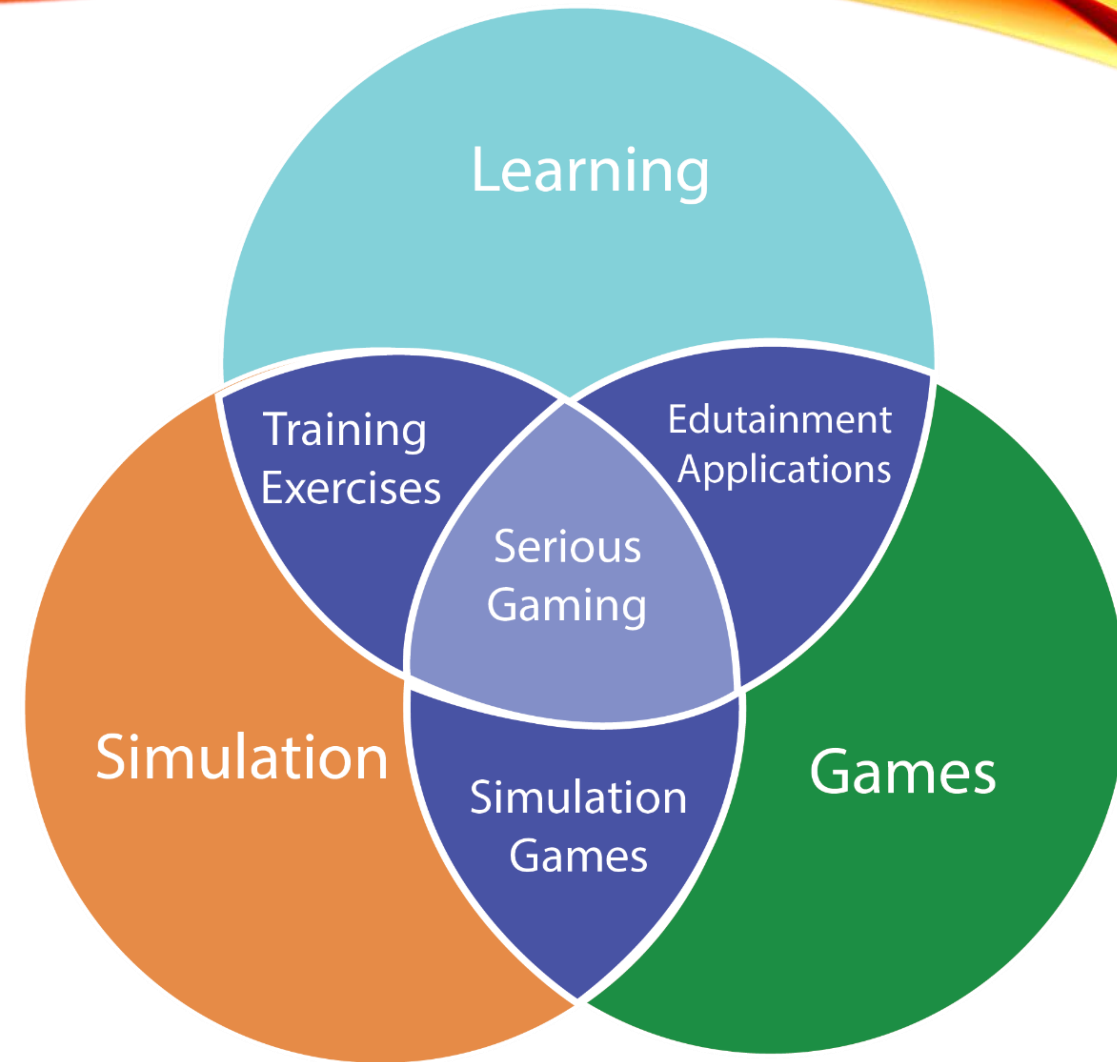 Learning
Training
Exercises
Edutainment
Applications
Serious
Gaming
Simulation
Games
Simulation
Games